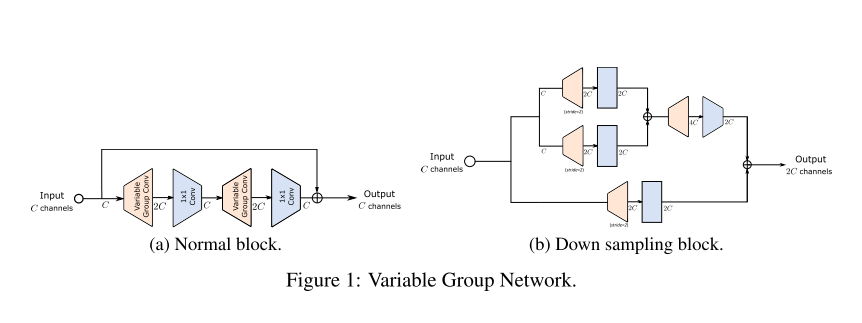 Input
C channels
C
Variable
Group Conv
2C
1x1
Conv
C
Variable
Group Conv
2C
1x1
Conv
C
Output
C channels
(a) Normal block.
Input
C channels
C
2C
2C
(stride=2)
C
2C
2C
(stride=2)
4C
2C
2C
2C
(stride=2)
Output
2C channels
(b) Down sampling block.
Figure 1: Variable Group Network.